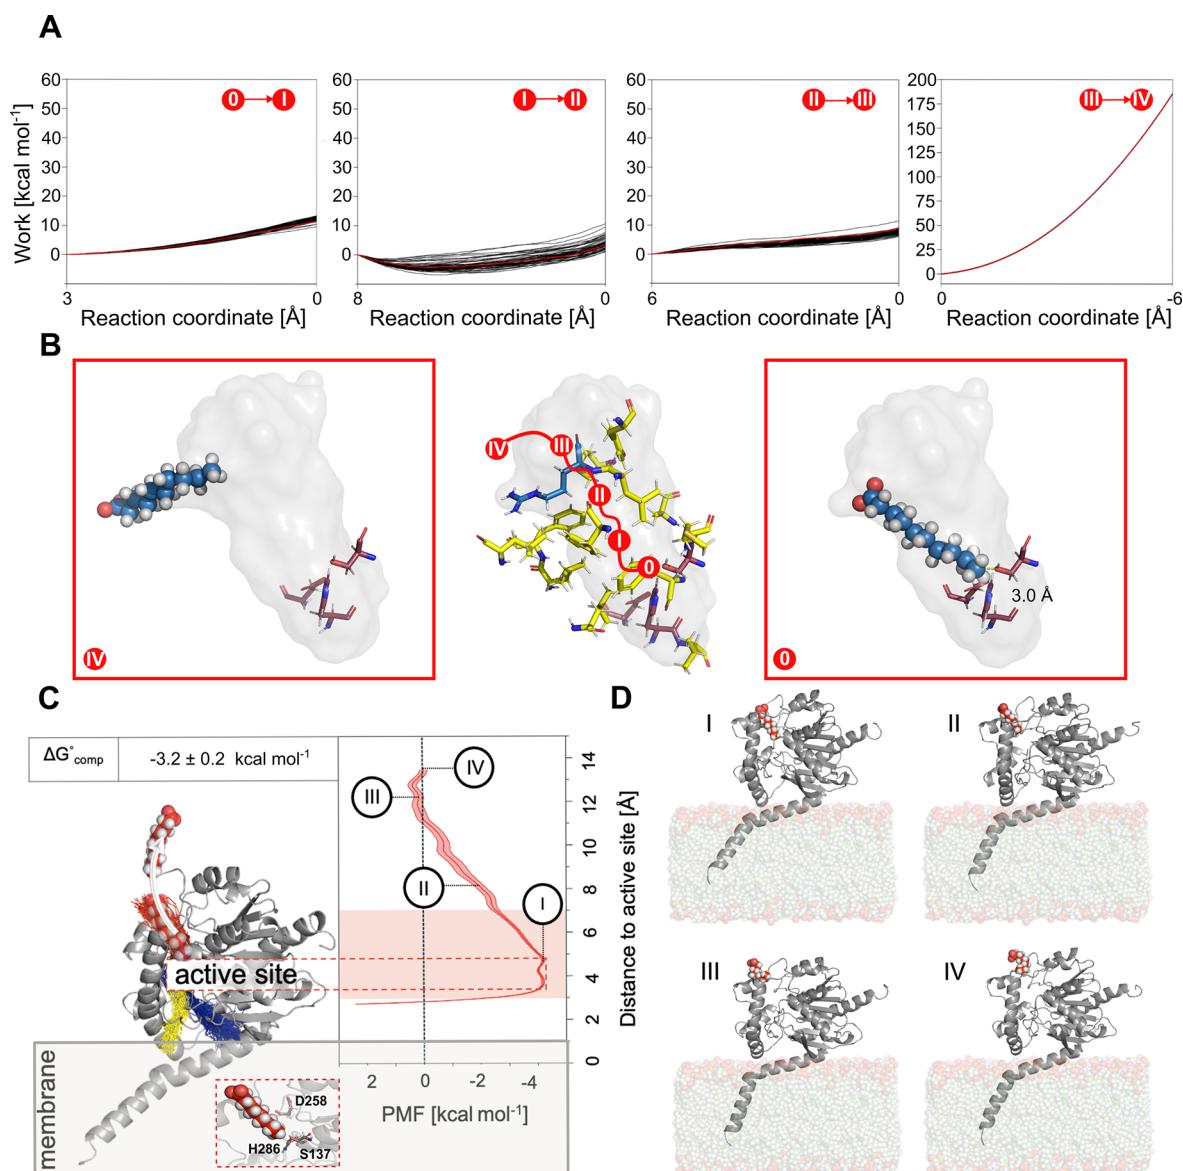 A
Work [kcal mol-1]
60
50
40
30
20
10
0
3
0
0 I
Reaction coordinate [Å]
60
50
40
30
20
10
0
8
0
I II
Reaction coordinate [Å]
60
50
40
30
20
10
0
6
0
II III
Reaction coordinate [Å]
200
175
150
125
100
75
50
25
0
0
-6
III IV
Reaction coordinate [Å]
B
IV
IV
III
II
I
0
3.0 Å
0
C
ΔG°comp
-3.2 ± 0.2 kcal mol-1
active site
membrane
D258
H286
S137
IV
III
II
I
14
12
10
8
6
4
2
0
Distance to active site [Å]
2
0
-2
-4
PMF [kcal mol-1]
D
I
II
III
IV